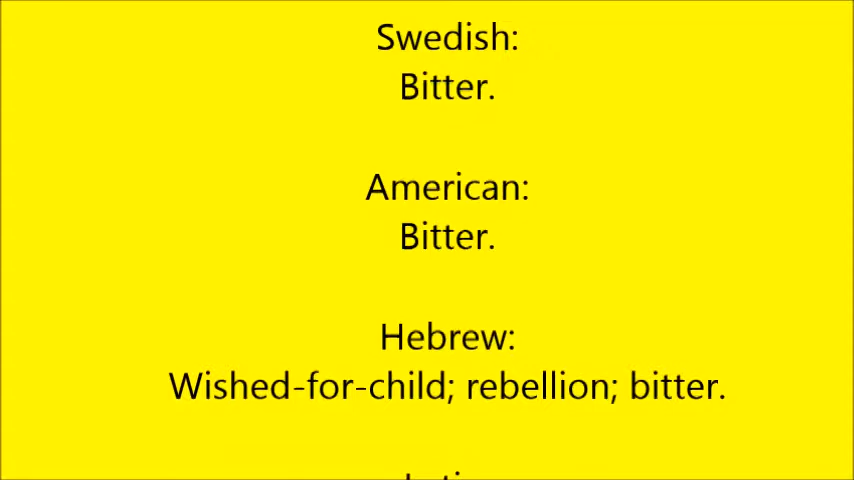 Swedish:
Bitter.
American:
Bitter.
Hebrew:
Wished-for-child; rebellion; bitter.